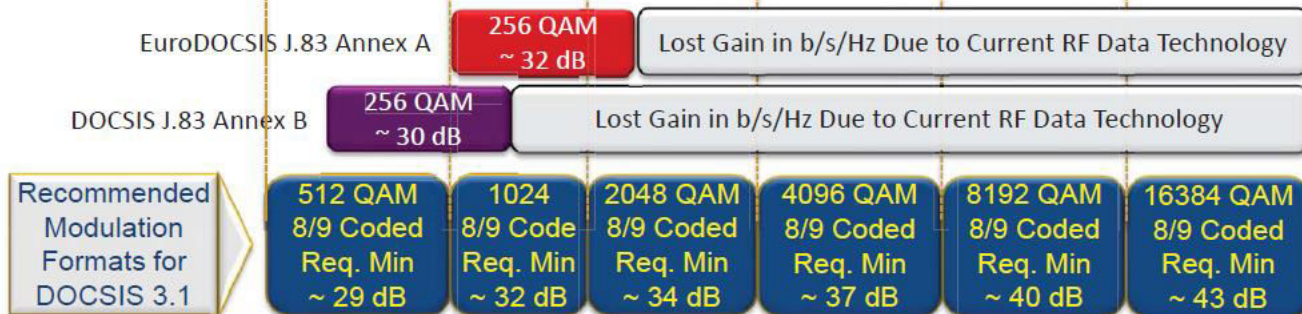 EuroDOCSIS J.83 Annex A
256 QAM
~ 32 dB
Lost Gain in b/s/Hz Due to Current RF Data Technology
DOCSIS J.83 Annex B
256 QAM
~ 30 dB
Lost Gain in b/s/Hz Due to Current RF Data Technology
Recommended
Modulation
Formats for
DOCSIS 3.1
512 QAM
8/9 Coded
Req. Min
~ 29 dB
1024
8/9 Code
Req. Min
~ 32 dB
2048 QAM
8/9 Coded
Req. Min
~ 34 dB
4096 QAM
8/9 Coded
Req. Min
~ 37 dB
8192 QAM
8/9 Coded
Req. Min
~ 40 dB
16384 QAM
8/9 Coded
Req. Min
~ 43 dB